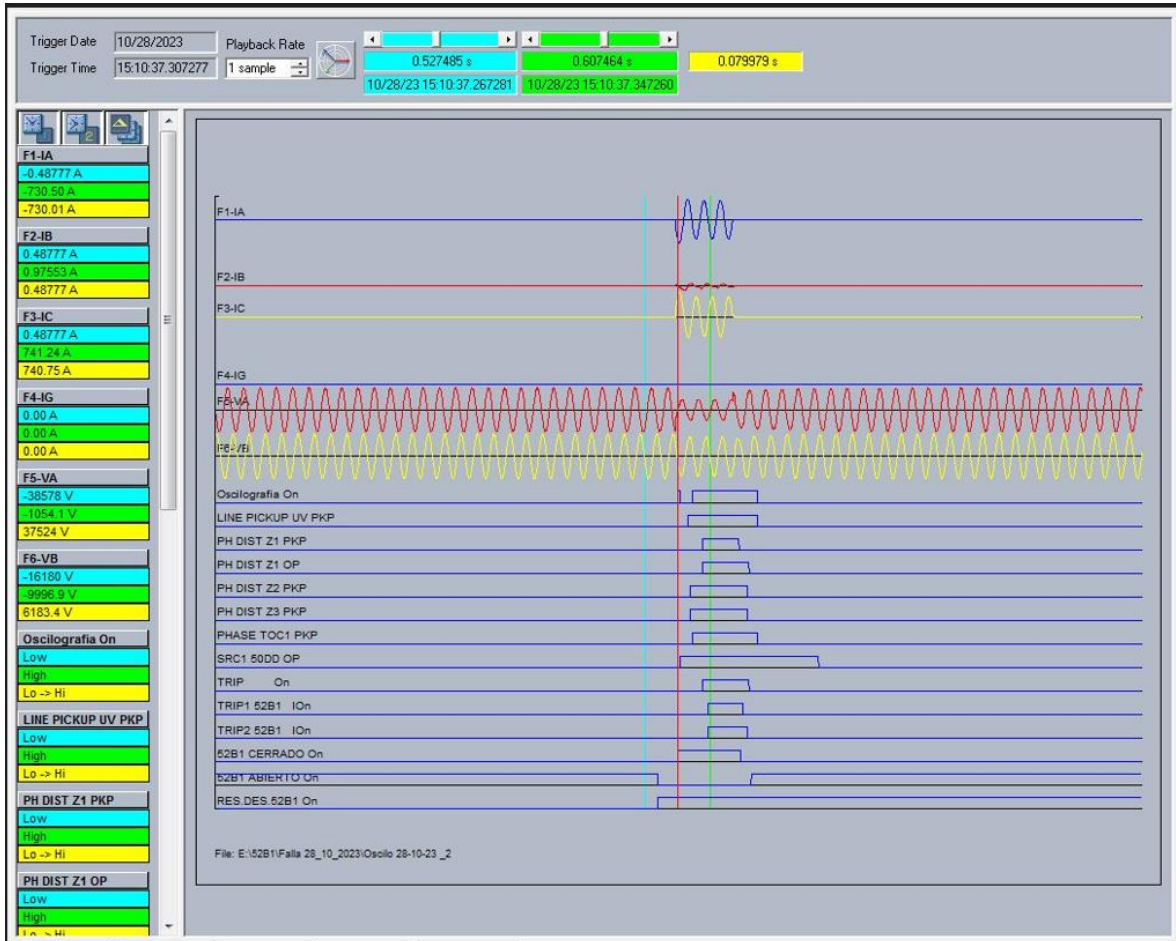 Trigger Date 10/28/2023 Playback Rate
Trigger Time 15:10:37.307277 1 sample
0.527485 s 0.607464 s 0.079979 s
10/28/23 15:10:37.267281 10/28/23 15:10:37.347260
F1-IA
-0.48777 A
-730.50 A
-730.01 A
F2-IB
0.48777 A
0.97553 A
0.48777 A
F3-IC
0.48777 A
741.24 A
740.75 A
F4-IG
0.00 A
0.00 A
0.00 A
F5-VA
-38578 V
-1054.1 V
37524 V
F6-VB
-16180 V
-9996.9 V
6183.4 V
Oscilografia On
Low
High
Lo -> Hi
LINE PICKUP UV PKP
Low
High
Lo -> Hi
PH DIST Z1 PKP
Low
High
Lo -> Hi
PH DIST Z1 OP
Low
High
Lo -> Hi
F1-IA
F2-IB
F3-IC
F4-IG
F5-VA
F6-VB
Oscilografia On
LINE PICKUP UV PKP
PH DIST Z1 PKP
PH DIST Z1 OP
PH DIST Z2 PKP
PH DIST Z3 PKP
PHASE TOC1 PKP
SRC1 50DD OP
TRIP On
TRIP1 52B1 IOn
TRIP2 52B1 IOn
52B1 CERRADO On
52B1 ABIERTO On
RES.DES.52B1 On
File: E:\52B1\Falla 28_10_2023\Oscilo 28-10-23 _2